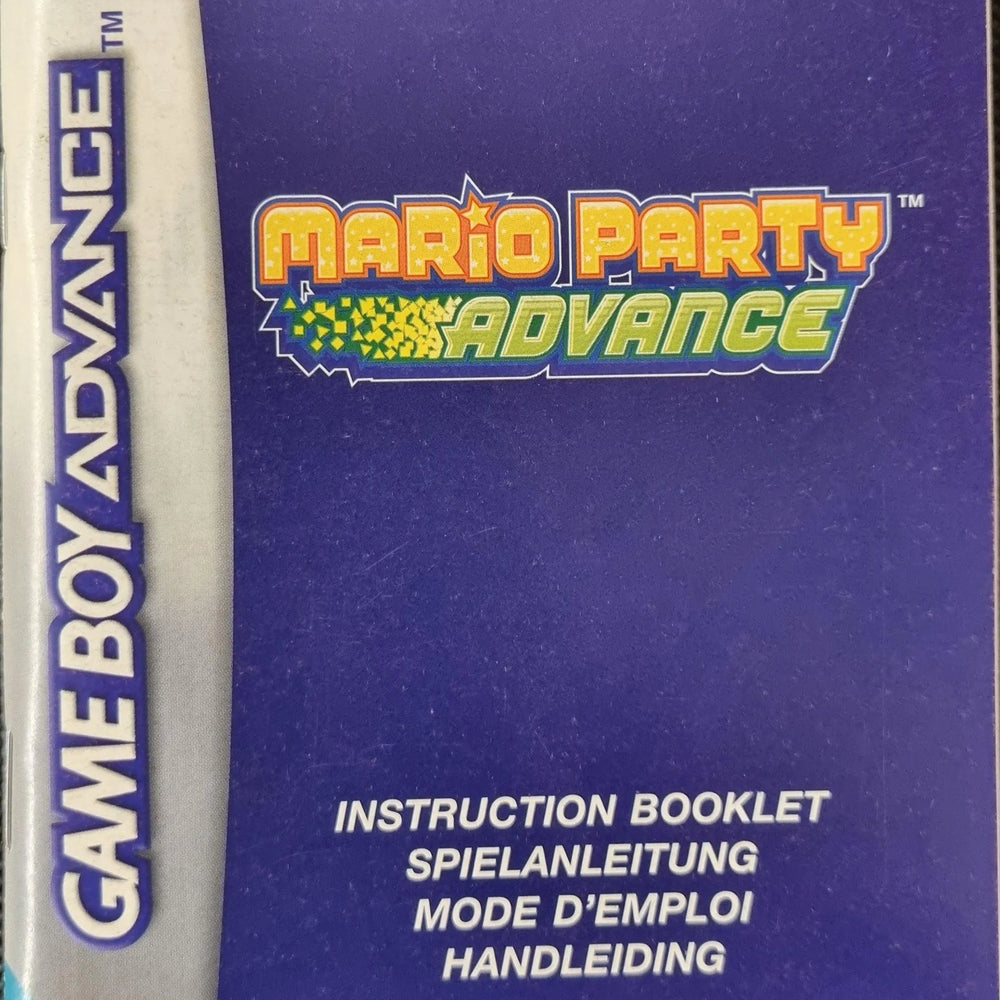 GAME BOY ADVANCE™
MARIO PARTY™
ADVANCE
INSTRUCTION BOOKLET
SPIELANLEITUNG
MODE D'EMPLOI
HANDLEIDING